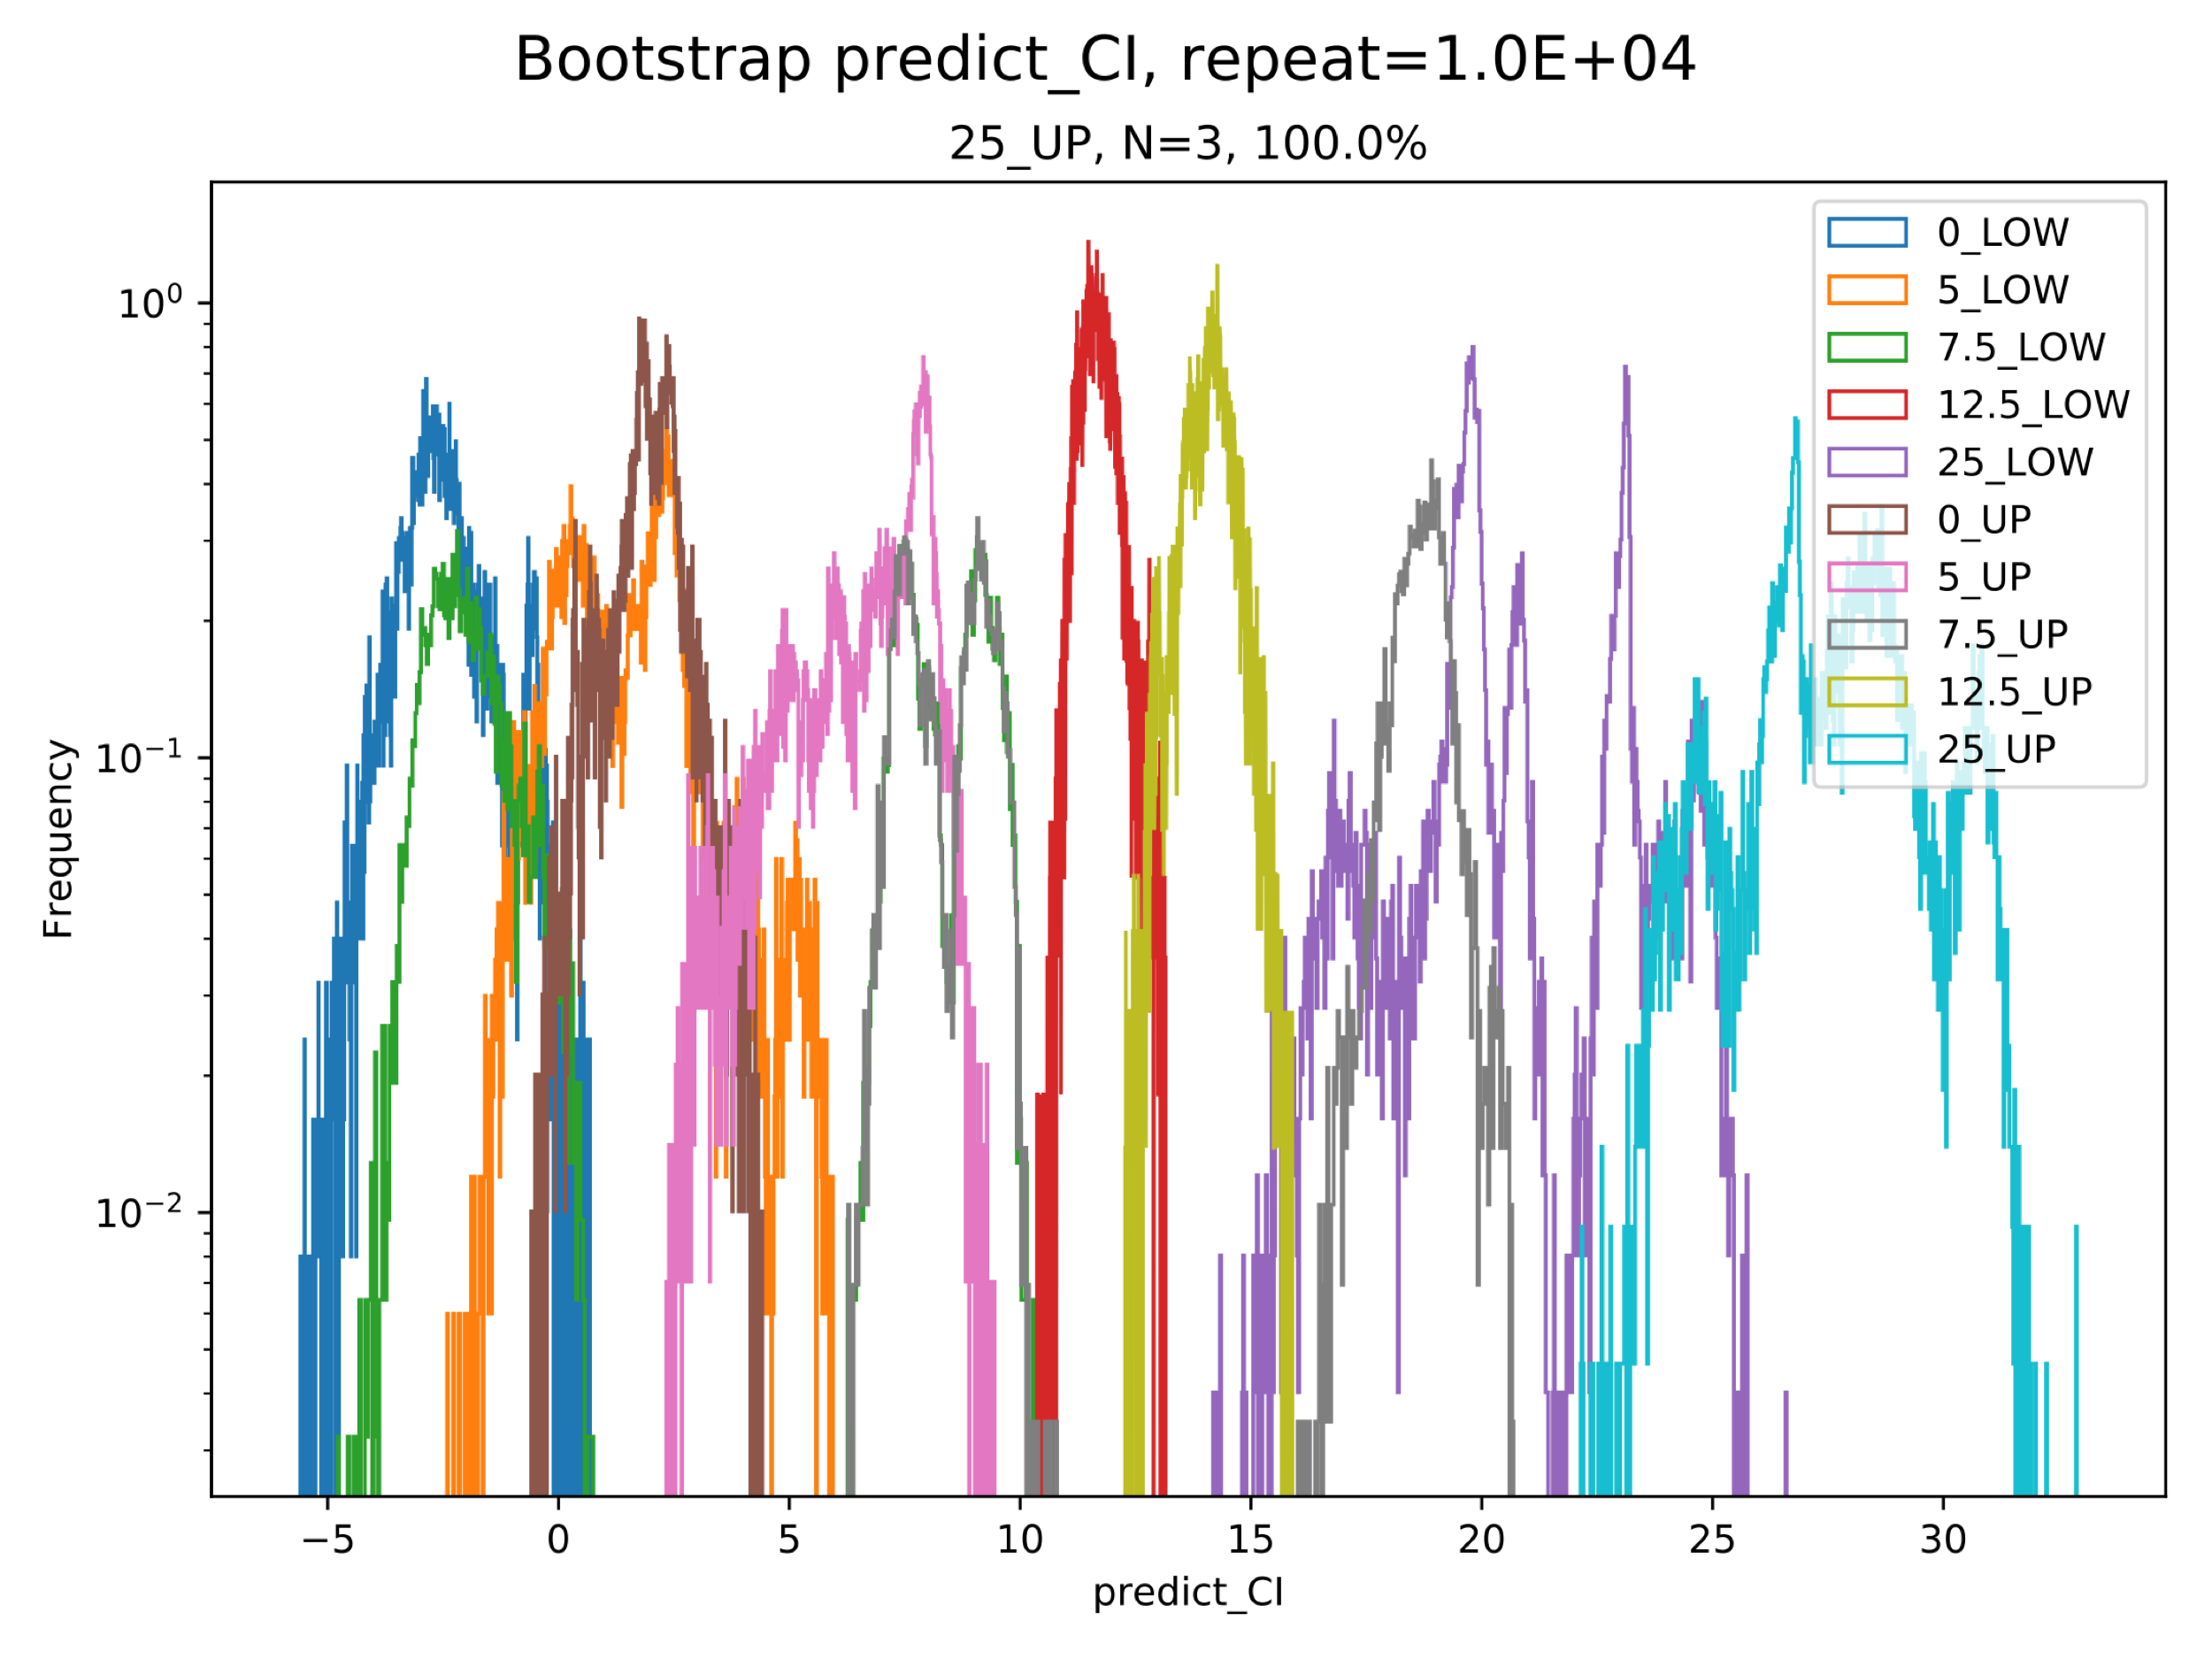 Bootstrap predict_CI, repeat=1.0E+04
25_UP, N=3, 100.0%
Frequency
10⁰
10⁻¹
10⁻²
0_LOW
5_LOW
7.5_LOW
12.5_LOW
25_LOW
0_UP
5_UP
7.5_UP
12.5_UP
25_UP
−5 0 5 10 15 20 25 30
predict_CI